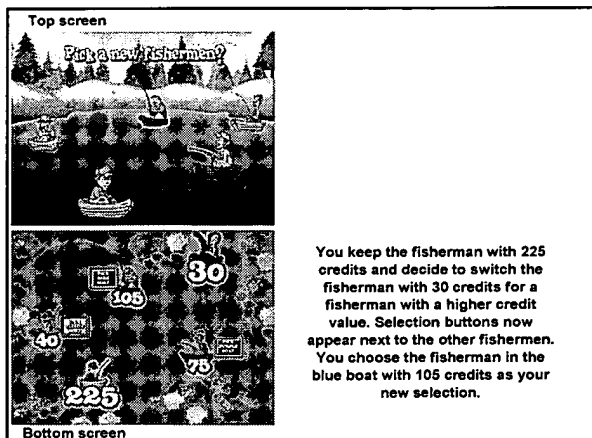 Top screen
Pick a new fishermen?
30
105
40
75
225
You keep the fisherman with 225
credits and decide to switch the
fisherman with 30 credits for a
fisherman with a higher credit
value. Selection buttons now
appear next to the other fishermen.
You choose the fisherman in the
blue boat with 105 credits as your
new selection.
Bottom screen